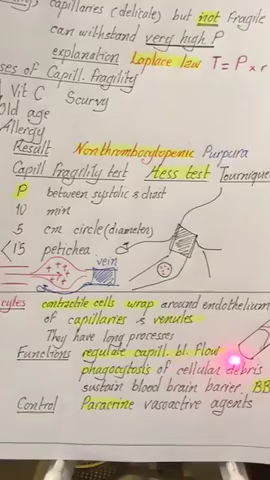 capillaries (delicate) but not fragile
can withstand very high P
explanation Laplace law T = P x r
ses of Capill. fragility
Vit C Scurvy
Old age
Allergy
Result Nonthrombocytopenic Purpura
Capill fragility test Hess test Tournique
P between systolic & diast
10 min
5 cm circle (diameter)
<15 petichea
vein
cytes contractile cells wrap around endothelium
of capillaries & venules
They have long processes
Functions regulate capill. bl. flow
phagocytosis of cellular debris
sustain blood brain barrier BB
Control Paracrine vasoactive agents